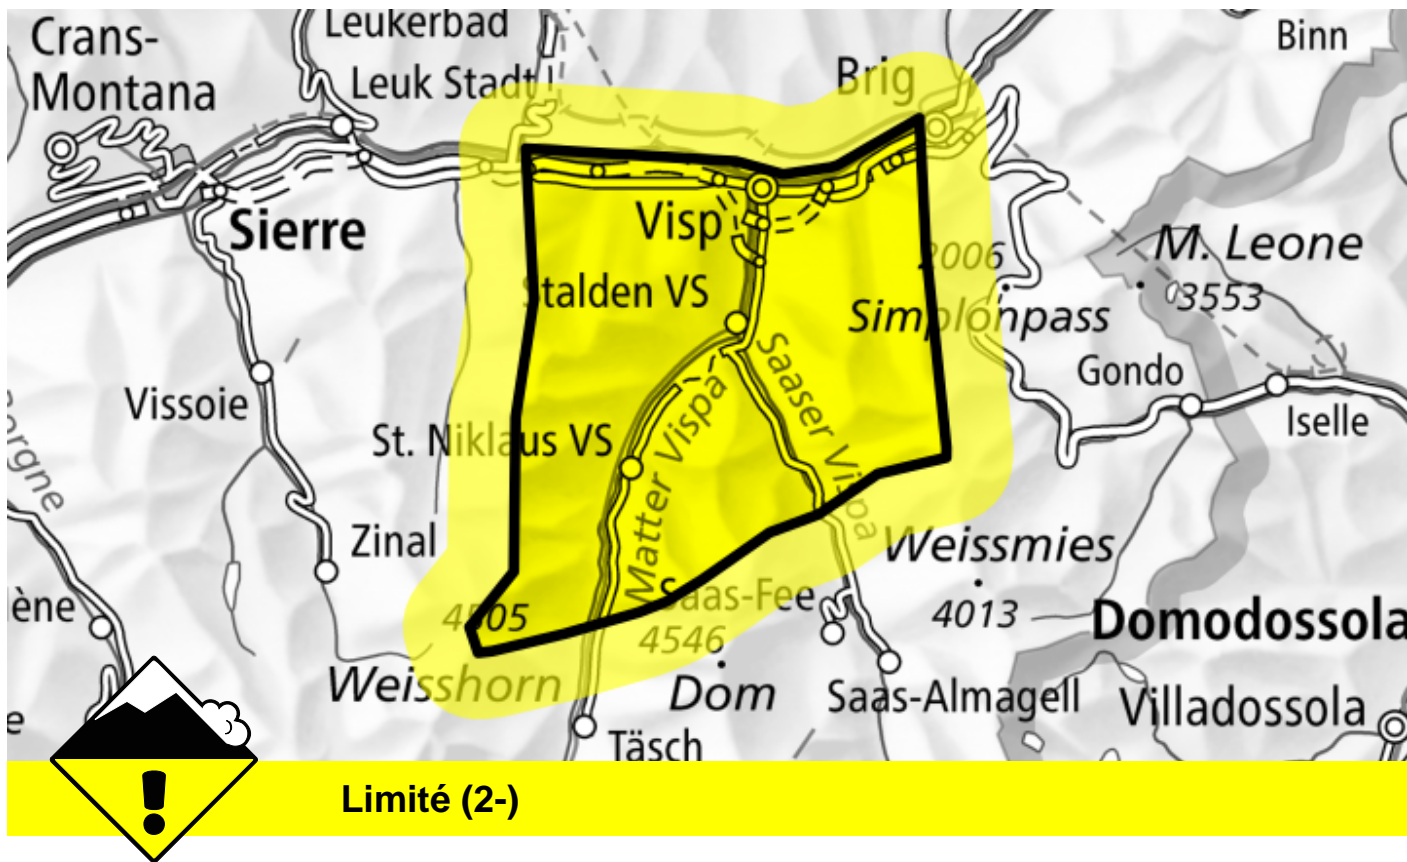 Crans-
Montana
Leukerbad
Leuk Stadt
Brig
Binn
Sierre
Visp
2006
M. Leone
3553
Stalden VS
Simplonpass
Gondo
Iselle
Vissoie
St. Niklaus VS
Matter Vispa
Saaser Vispa
Zinal
Weissmies
4013
Saas-Fee
4505
4546
Weisshorn
Dom
Saas-Almagell
Domodossola
Villadossola
Täsch
Limité (2-)